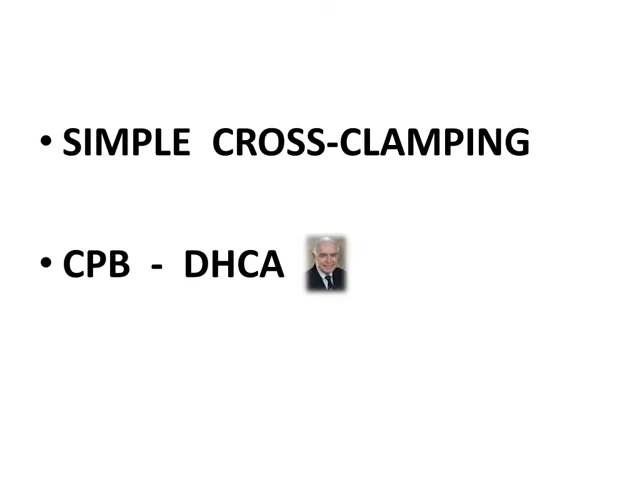 • SIMPLE CROSS-CLAMPING
• CPB - DHCA